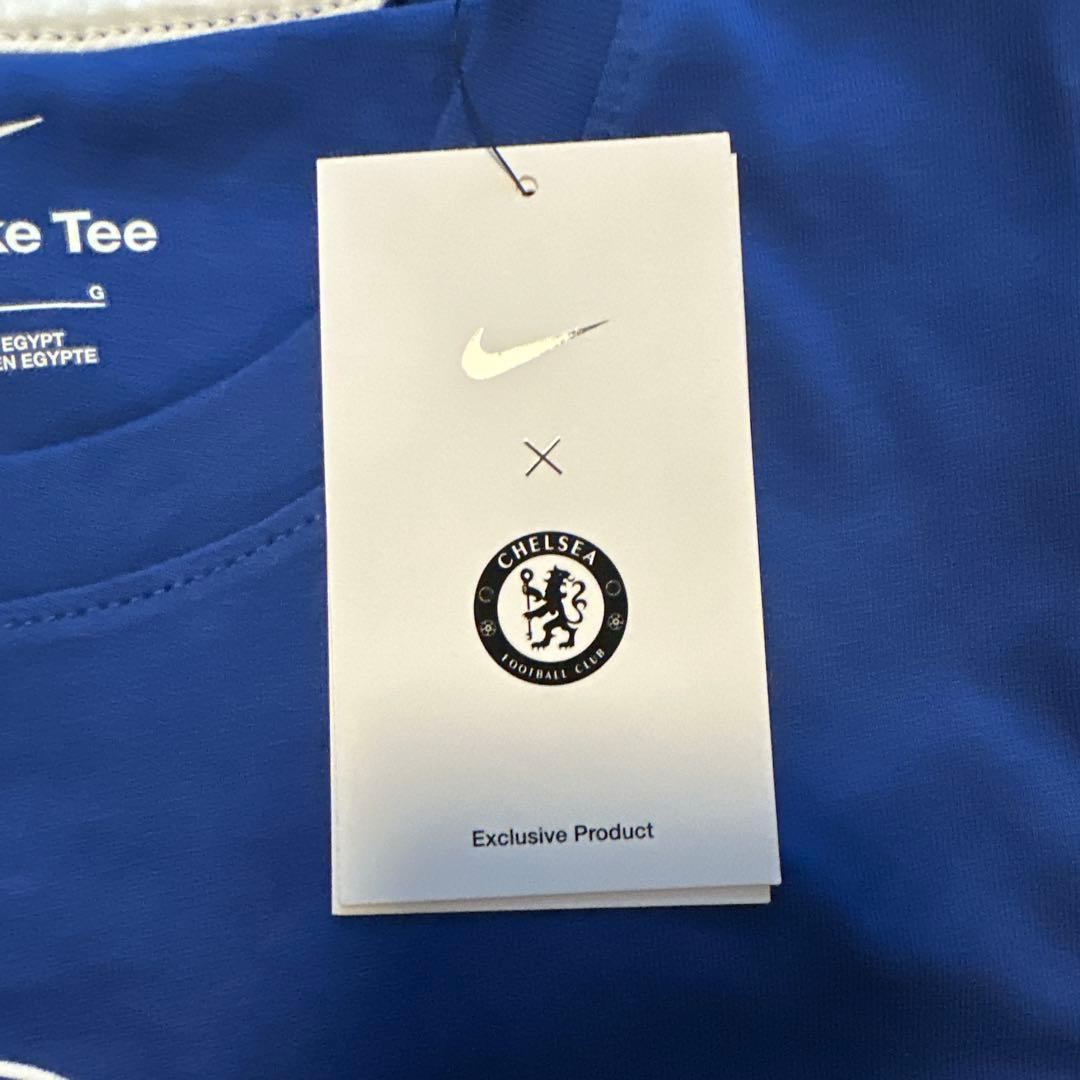 ke Tee
G
EGYPT
EN EGYPTE
×
CHELSEA
FOOTBALL CLUB
Exclusive Product